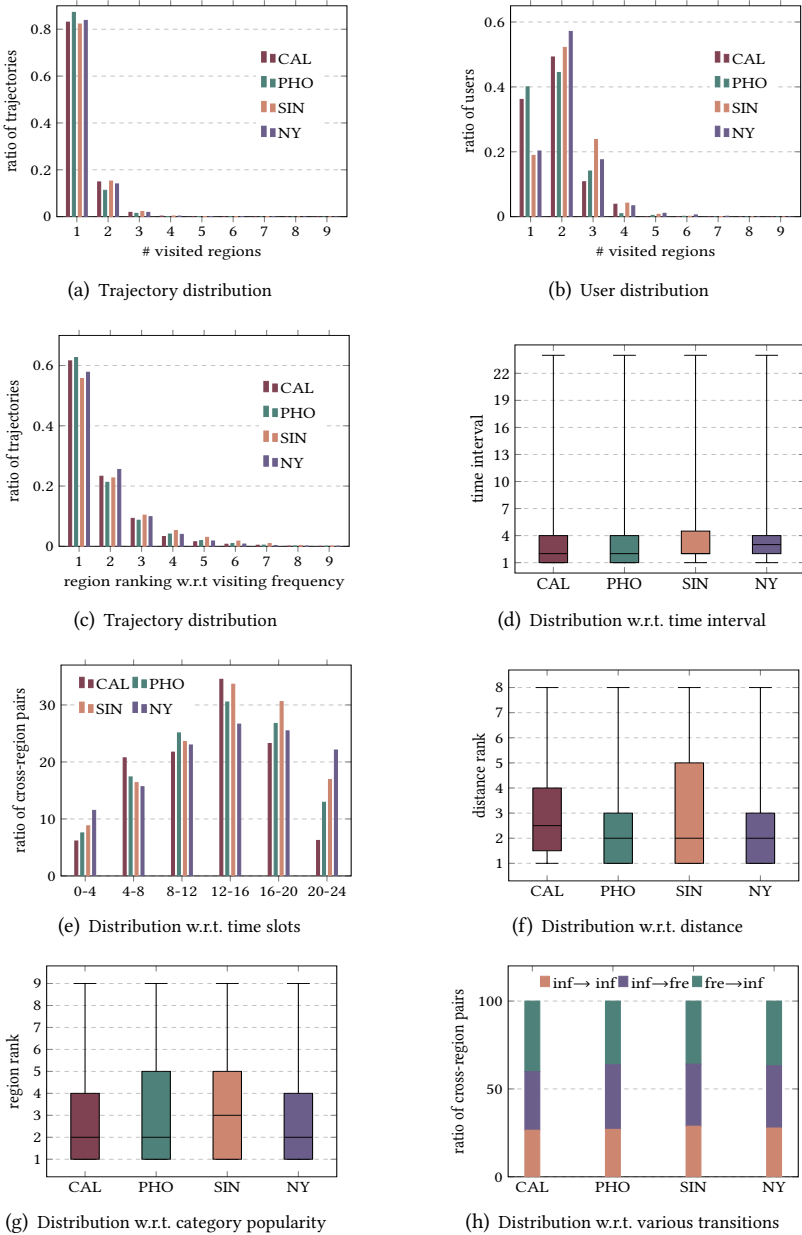 0.8
0.6
0.4
0.2
0
ratio of trajectories
CAL
PHO
SIN
NY
1 2 3 4 5 6 7 8 9
# visited regions
(a) Trajectory distribution
0.6
0.4
0.2
0
ratio of users
CAL
PHO
SIN
NY
1 2 3 4 5 6 7 8 9
# visited regions
(b) User distribution
0.6
0.4
0.2
0
ratio of trajectories
CAL
PHO
SIN
NY
1 2 3 4 5 6 7 8 9
region ranking w.r.t visiting frequency
(c) Trajectory distribution
22
19
16
13
10
7
4
1
time interval
CAL PHO SIN NY
(d) Distribution w.r.t. time interval
30
20
10
0
ratio of cross-region pairs
CAL PHO
SIN NY
0-4 4-8 8-12 12-16 16-20 20-24
(e) Distribution w.r.t. time slots
8
7
6
5
4
3
2
1
distance rank
CAL PHO SIN NY
(f) Distribution w.r.t. distance
9
8
7
6
5
4
3
2
1
region rank
CAL PHO SIN NY
(g) Distribution w.r.t. category popularity
100
50
0
ratio of cross-region pairs
inf→ inf inf→fre fre→inf
CAL PHO SIN NY
(h) Distribution w.r.t. various transitions